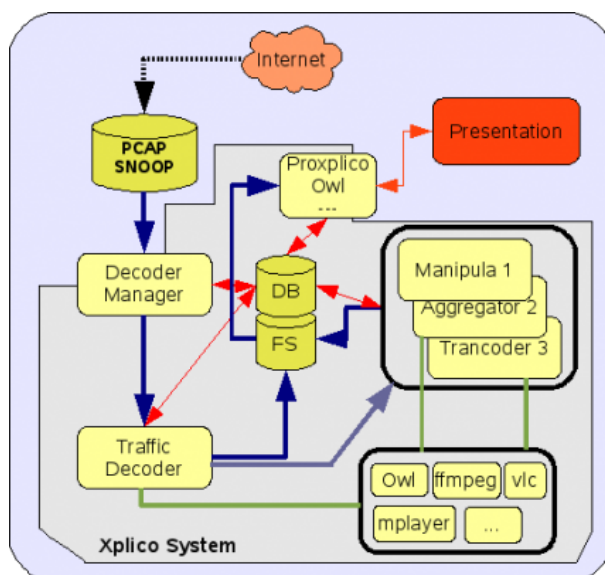 Internet
PCAP
SNOOP
Presentation
Proxplico
Owl
...
Decoder
Manager
DB
FS
Manipula 1
Aggregator 2
Trancoder 3
Traffic
Decoder
Owl
ffmpeg
vlc
mplayer
...
Xplico System